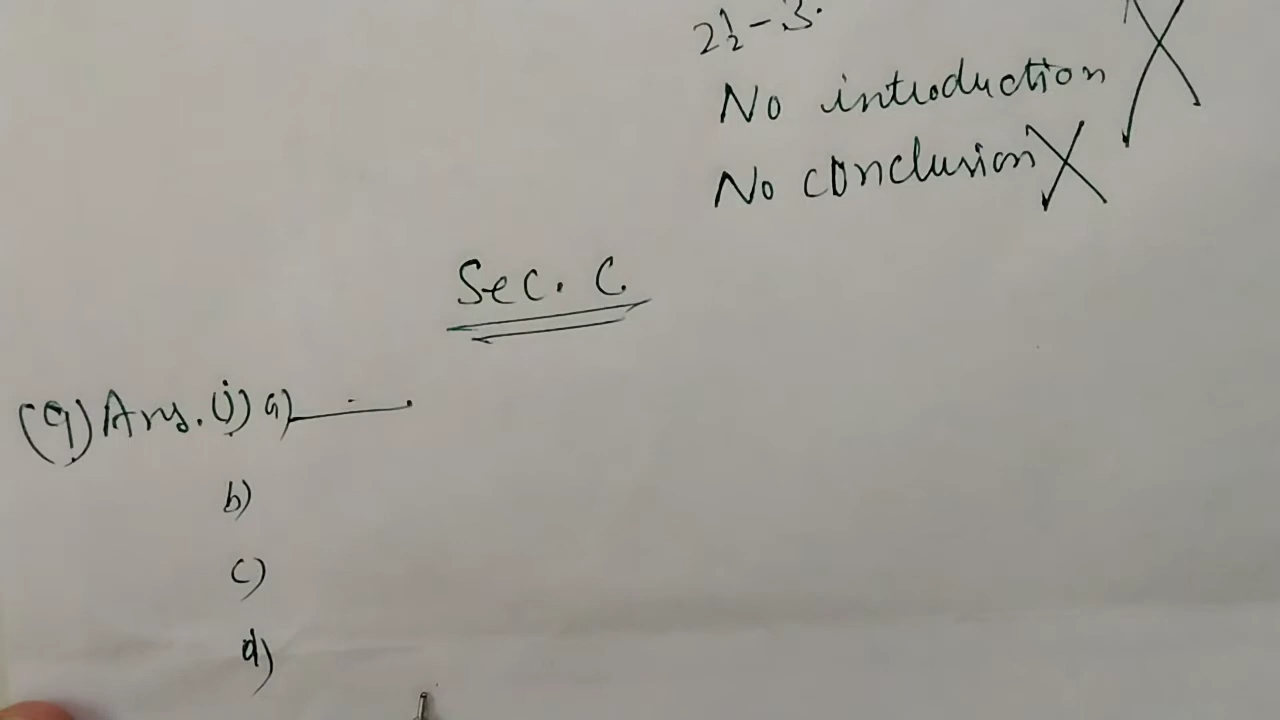 2½-3.
No introduction X
No conclusion X
Sec. C.
(9) Ans. (i) a)
b)
c)
d)